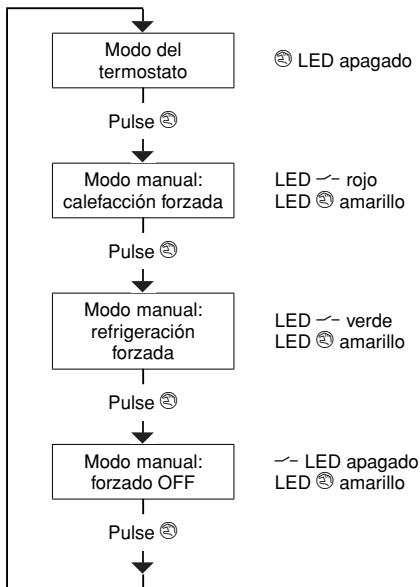 Modo del
termostato
LED apagado
Pulse
Modo manual:
calefacción forzada
LED rojo
LED amarillo
Pulse
Modo manual:
refrigeración
forzada
LED verde
LED amarillo
Pulse
Modo manual:
forzado OFF
LED apagado
LED amarillo
Pulse